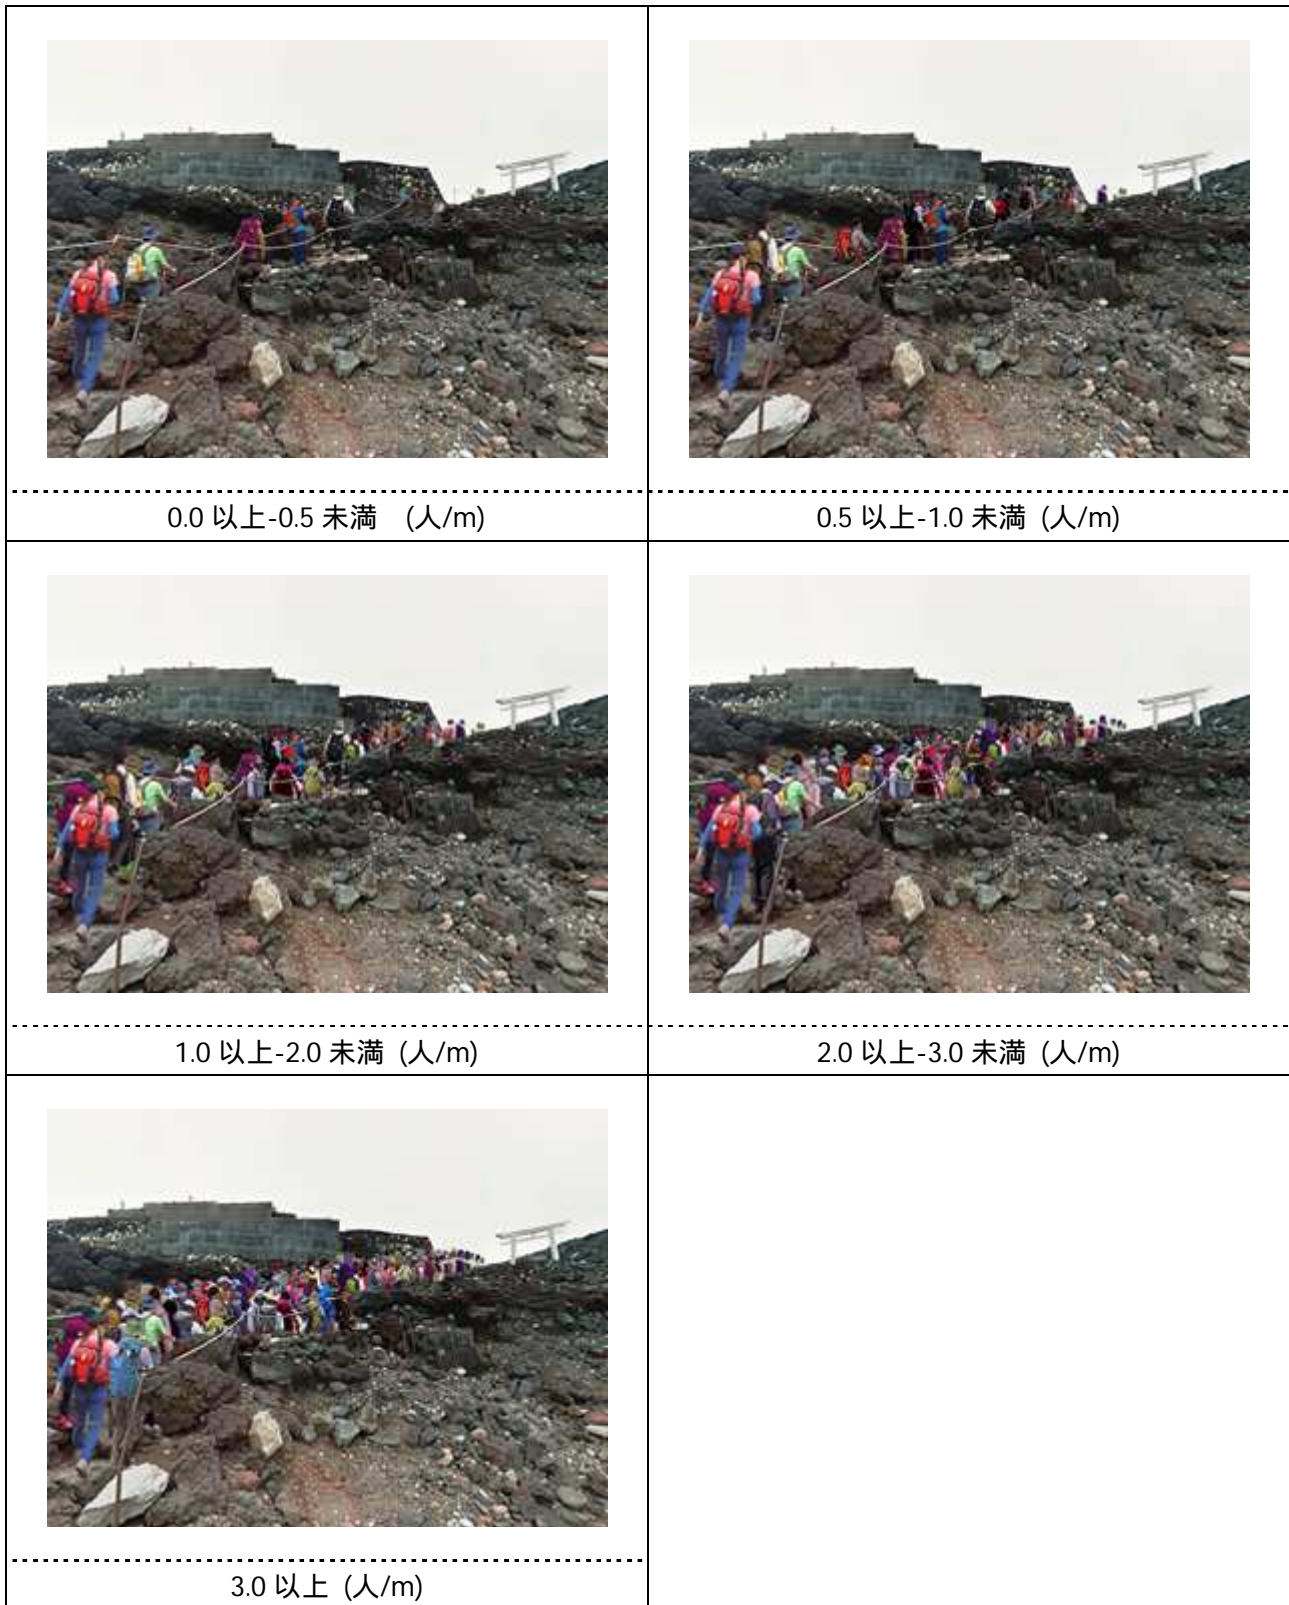 0.0 以上-0.5 未満 (人/m)
0.5 以上-1.0 未満 (人/m)
1.0 以上-2.0 未満 (人/m)
2.0 以上-3.0 未満 (人/m)
3.0 以上 (人/m)